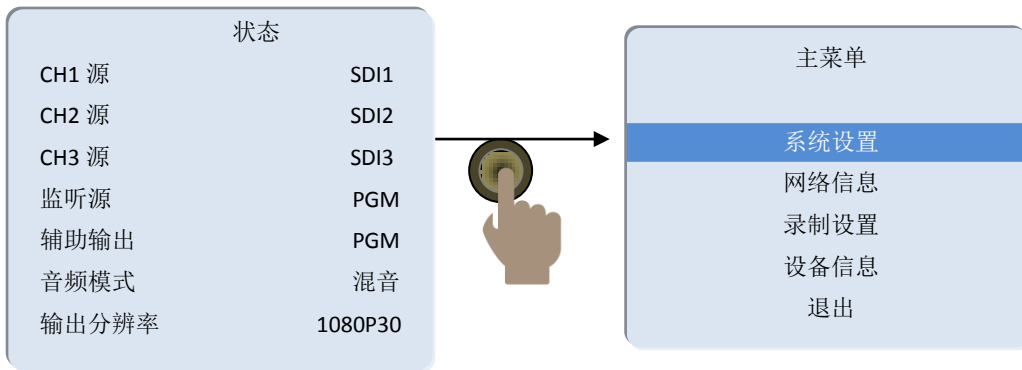 状态
CH1 源 SDI1
CH2 源 SDI2
CH3 源 SDI3
监听源 PGM
辅助输出 PGM
音频模式 混音
输出分辨率 1080P30
主菜单
系统设置
网络信息
录制设置
设备信息
退出